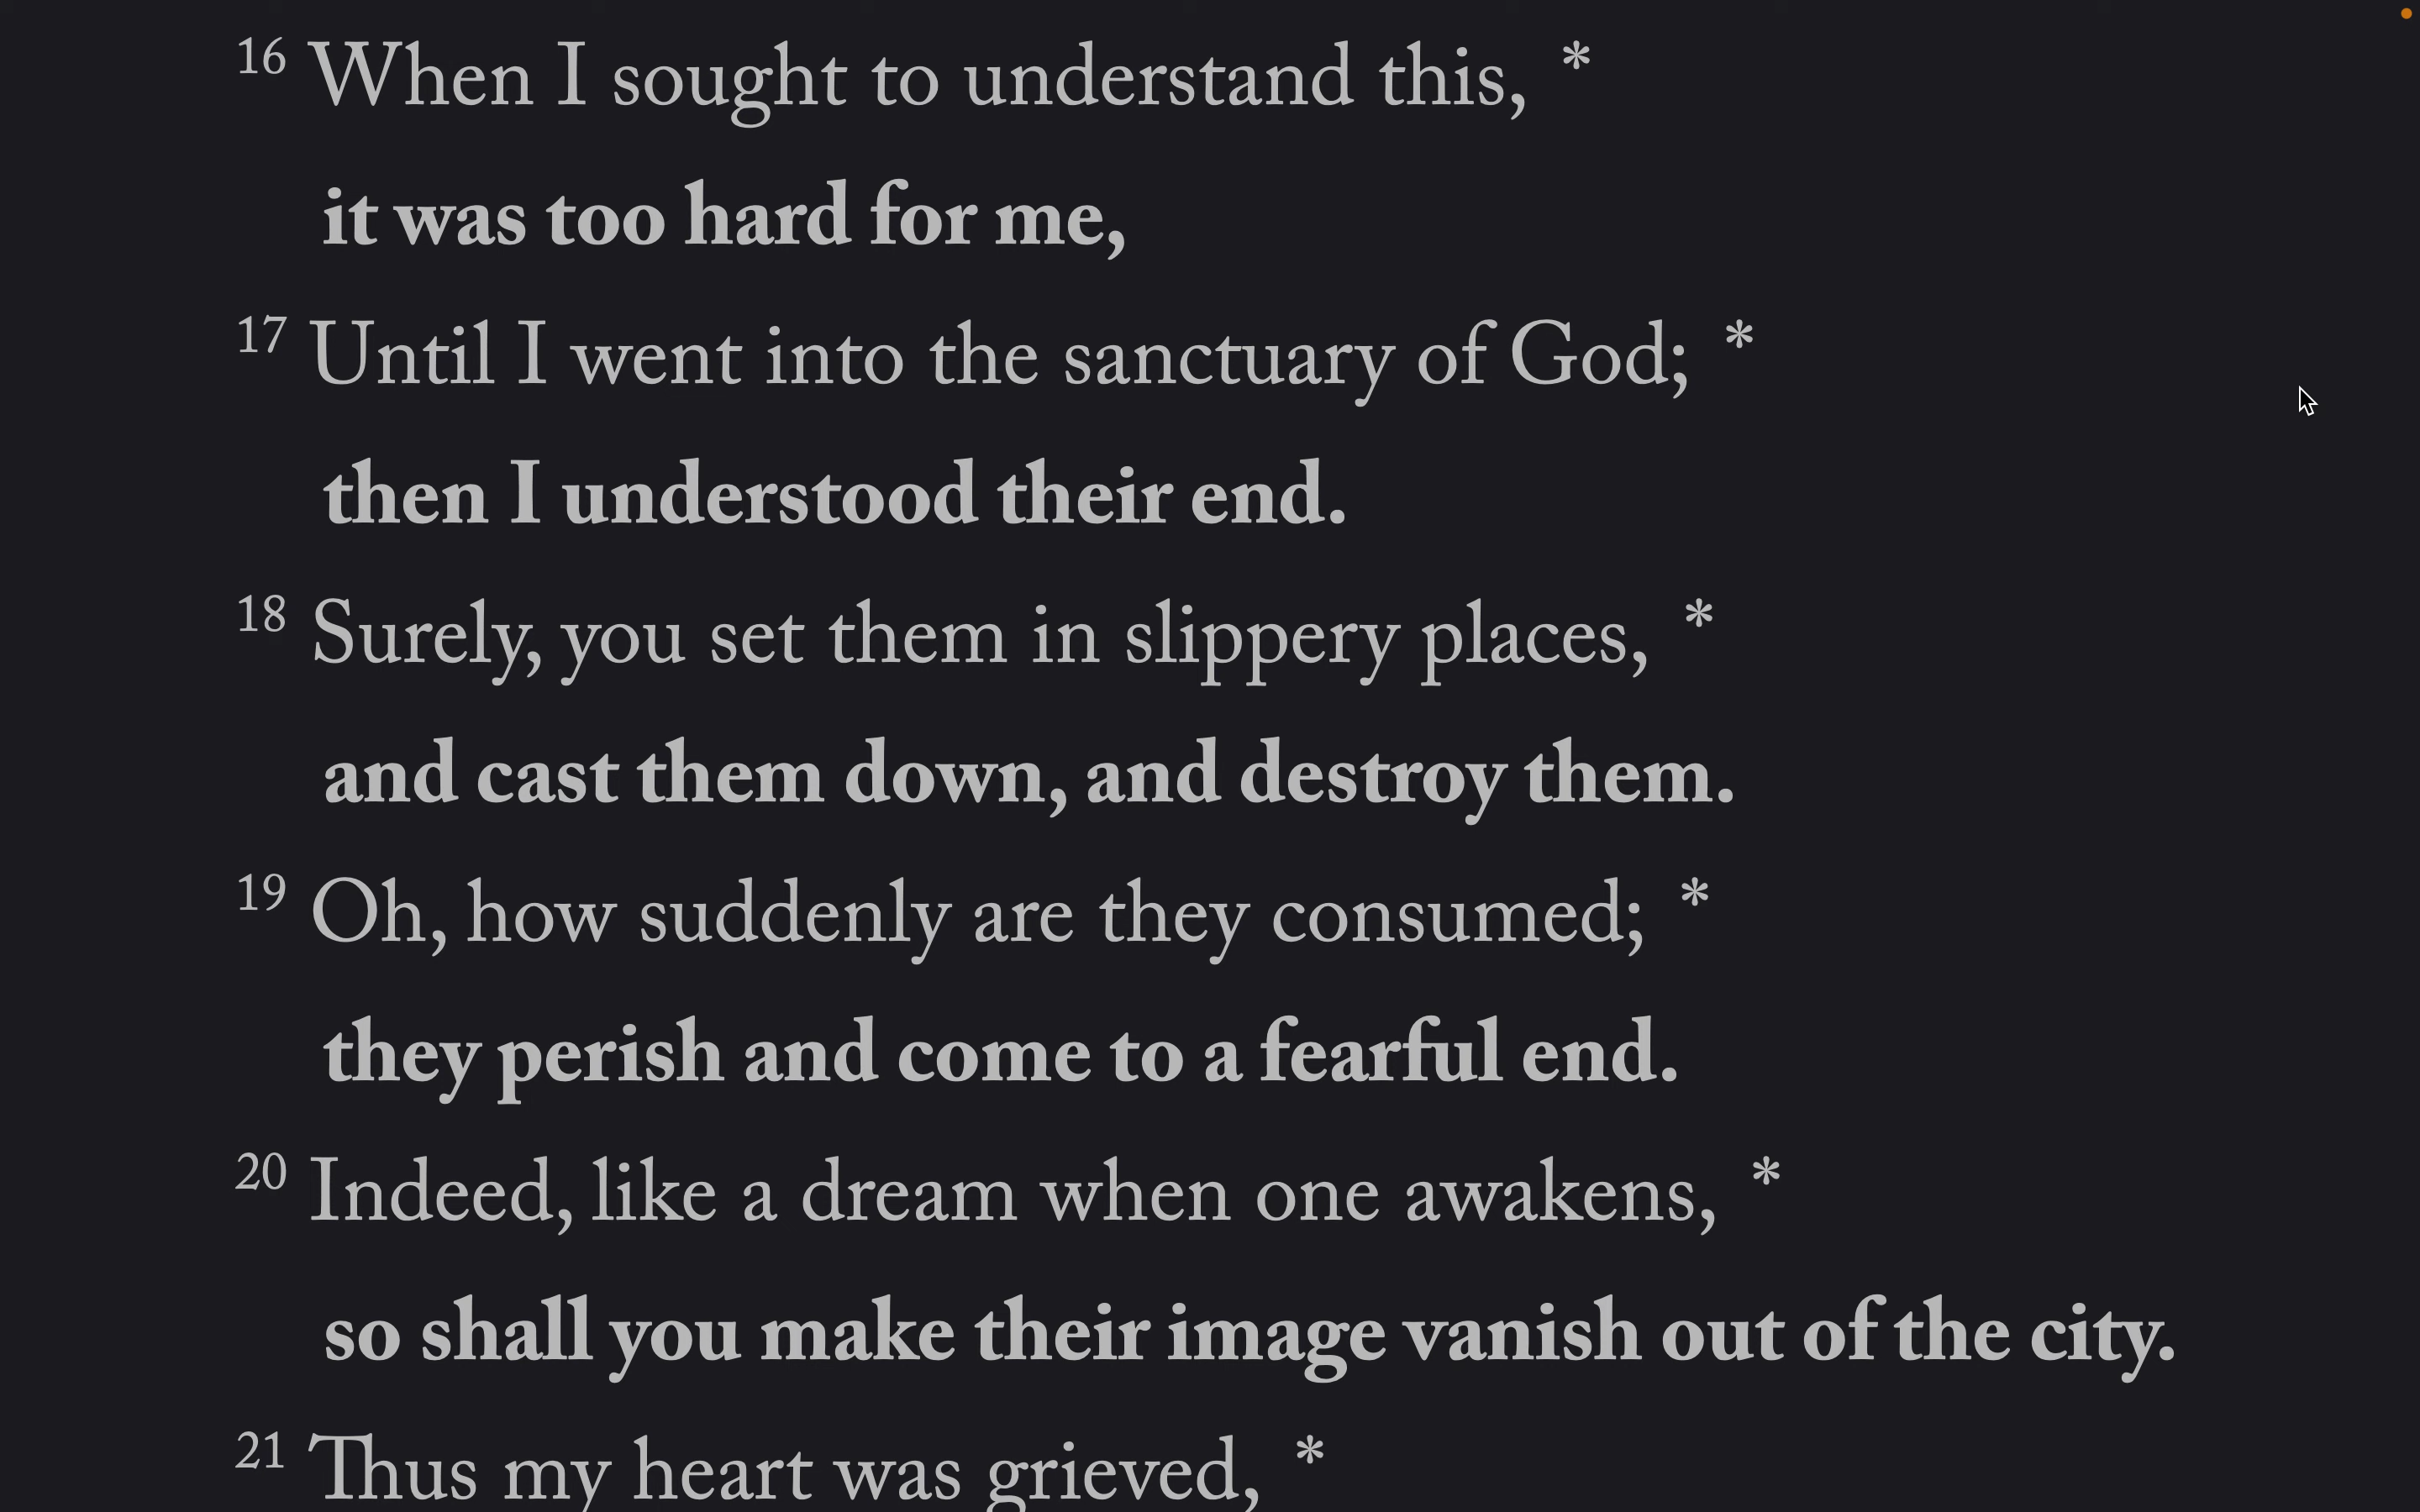 16 When I sought to understand this, *
it was too hard for me,
17 Until I went into the sanctuary of God; *
then I understood their end.
18 Surely, you set them in slippery places, *
and cast them down, and destroy them.
19 Oh, how suddenly are they consumed; *
they perish and come to a fearful end.
20 Indeed, like a dream when one awakens, *
so shall you make their image vanish out of the city.
21 Thus my heart was grieved, *